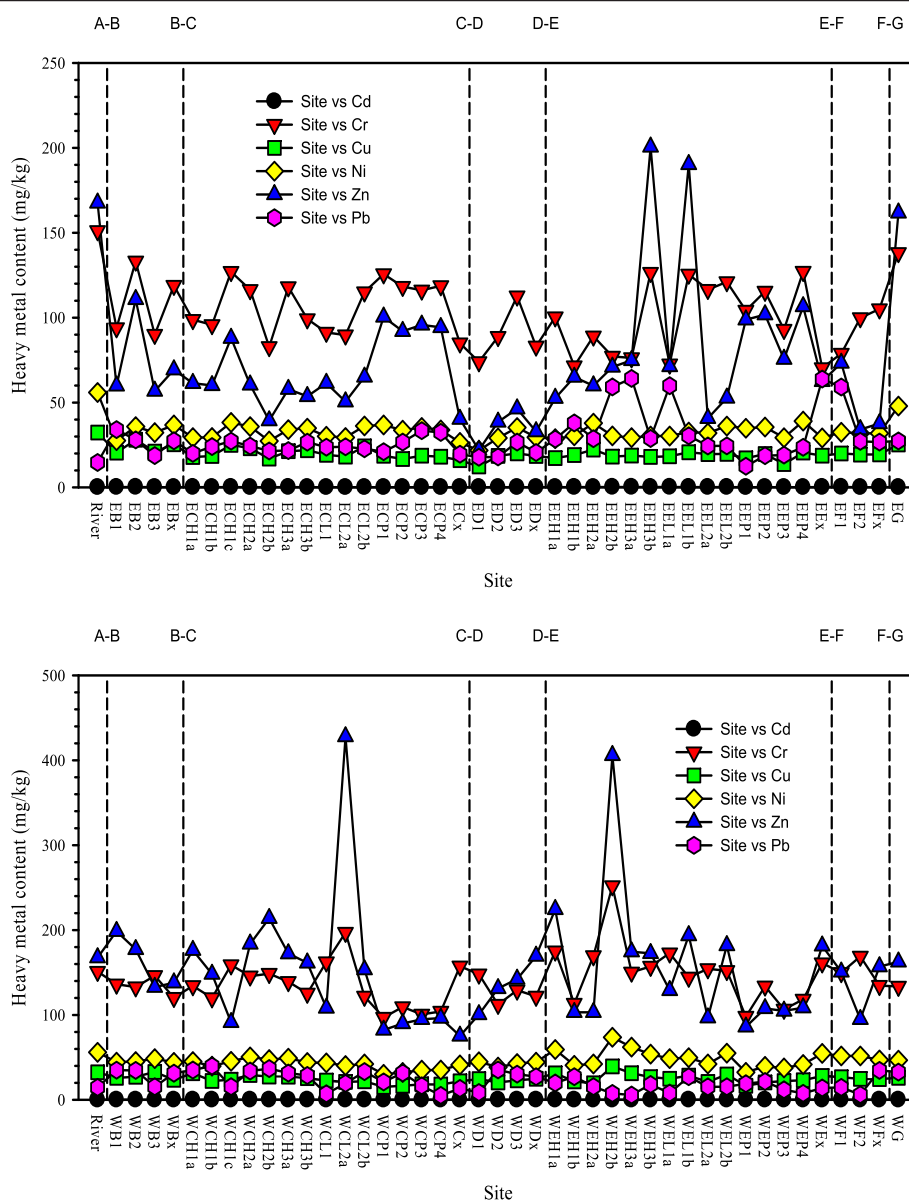 A-B B-C C-D D-E E-F F-G
250
200
150
100
50
0
Heavy metal content (mg/kg)
Site vs Cd
Site vs Cr
Site vs Cu
Site vs Ni
Site vs Zn
Site vs Pb
River EB1 EB2 EB3 EBx ECH1a ECH1b ECH1c ECH2a ECH2b ECH3a ECH3b ECL1 ECL2a ECL2b ECP1 ECP2 ECP3 ECP4 ECx ED1 ED2 ED3 EDx EEH1a EEH1b EEH2a EEH2b EEH3a EEH3b EEL1a EEL1b EEL2a EEL2b EEP1 EEP2 EEP3 EEP4 EEx EF1 EF2 EFx EG
Site
A-B B-C C-D D-E E-F F-G
500
400
300
200
100
0
Heavy metal content (mg/kg)
Site vs Cd
Site vs Cr
Site vs Cu
Site vs Ni
Site vs Zn
Site vs Pb
River WB1 WB2 WB3 WBx WCH1a WCH1b WCH1c WCH2a WCH2b WCH3a WCH3b WCL1 WCL2a WCL2b WCP1 WCP2 WCP3 WCP4 WCx WD1 WD2 WD3 WDx WEH1a WEH1b WEH2a WEH2b WEH3a WEH3b WEL1a WEL1b WEL2a WEL2b WEP1 WEP2 WEP3 WEP4 WEx WF1 WF2 WFx WG
Site